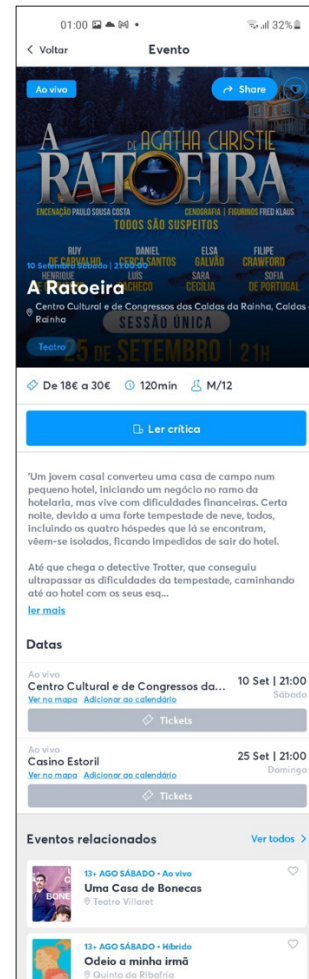 01:00
32%
Voltar
Evento
Ao vivo
Share
A
DE AGATHA CHRISTIE
RATOEIRA
ENCENAÇÃO PAULO SOUSA COSTA
CENOGRAFIA | FIGURINOS FRED KLAUS
TODOS SÃO SUSPEITOS
RUY DE CARVALHO
DANIEL CERCA SANTOS
ELSA GALVÃO
FILIPE CRAWFORD
HENRIQUE
LUÍS PACHECO
SARA CECÍLIA
SOFIA DE PORTUGAL
10 Setembro Sábado | 21:00:00
A Ratoeira
Centro Cultural e de Congressos das Caldas da Rainha, Caldas
Rainha
SESSÃO ÚNICA
Teatro
25 DE SETEMBRO | 21H
De 18€ a 30€
120min
M/12
Ler crítica
'Um jovem casal converteu uma casa de campo num
pequeno hotel, iniciando um negócio no ramo da
hotelaria, mas vive com dificuldades financeiras. Certa
noite, devido a uma forte tempestade de neve, todos,
incluindo os quatro hóspedes que lá se encontram,
vêem-se isolados, ficando impedidos de sair do hotel.
Até que chega o detective Trotter, que conseguiu
ultrapassar as dificuldades da tempestade, caminhando
até ao hotel com os seus esq...
ler mais
Datas
Ao vivo
Centro Cultural e de Congressos da...
10 Set | 21:00
Ver no mapa
Adicionar ao calendário
Sábado
Tickets
Ao vivo
Casino Estoril
25 Set | 21:00
Ver no mapa
Adicionar ao calendário
Domingo
Tickets
Eventos relacionados
Ver todos
13+ AGO SÁBADO • Ao vivo
Uma Casa de Bonecas
Teatro Villaret
BONE
13+ AGO SÁBADO • Híbrido
Odeio a minha irmã
Quinta da Ribafria